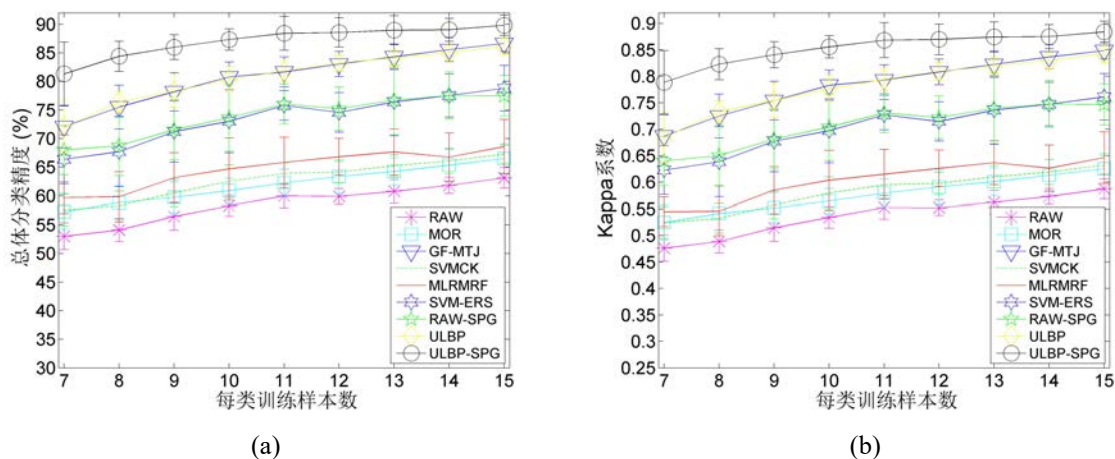 90
85
80
75
70
65
60
55
50
45
40
35
30
总体分类精度 (%)
7 8 9 10 11 12 13 14 15
每类训练样本数
RAW
MOR
GF-MTJ
SVMCK
MLRMRF
SVM-ERS
RAW-SPG
ULBP
ULBP-SPG
(a)
0.9
0.85
0.8
0.75
0.7
0.65
0.6
0.55
0.5
0.45
0.4
0.35
0.3
0.25
Kappa系数
7 8 9 10 11 12 13 14 15
每类训练样本数
RAW
MOR
GF-MTJ
SVMCK
MLRMRF
SVM-ERS
RAW-SPG
ULBP
ULBP-SPG
(b)